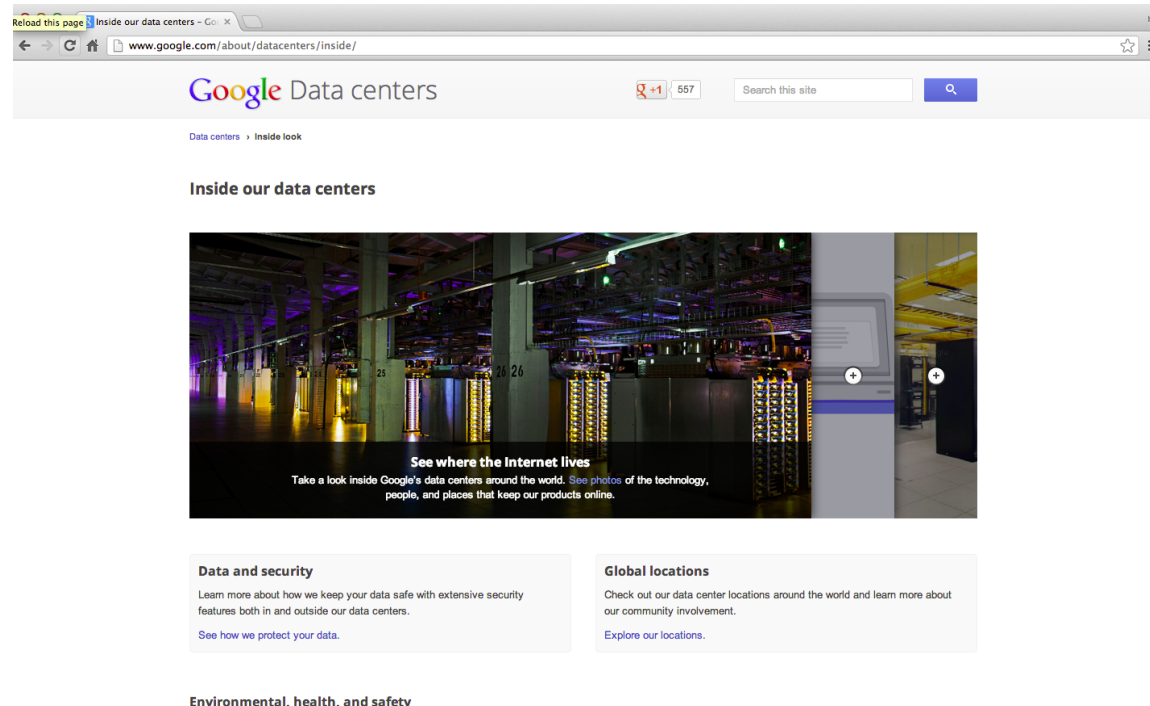 Reload this page
Inside our data centers – Go
www.google.com/about/datacenters/inside/
Google Data centers
+1
557
Search this site
Data centers › Inside look
Inside our data centers
25
26
26
See where the Internet lives
Take a look inside Google's data centers around the world. See photos of the technology,
people, and places that keep our products online.
Data and security
Learn more about how we keep your data safe with extensive security
features both in and outside our data centers.
See how we protect your data.
Global locations
Check out our data center locations around the world and learn more about
our community involvement.
Explore our locations.
Environmental, health, and safety